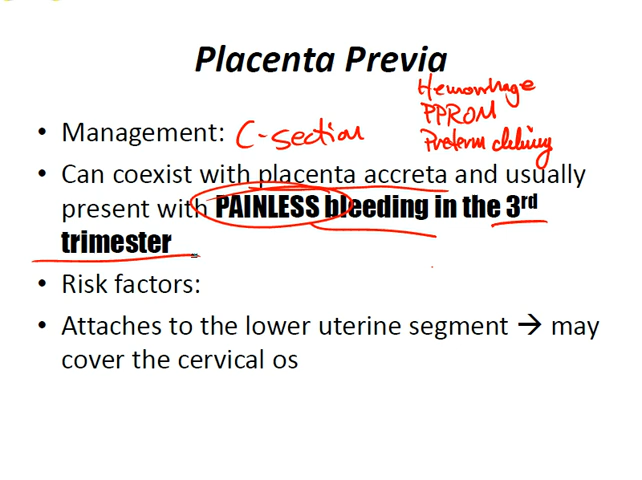 Placenta Previa
Hemorrhage
PPROM
Preterm delivery
• Management: C-section
• Can coexist with placenta accreta and usually
present with PAINLESS bleeding in the 3rd
trimester
• Risk factors:
• Attaches to the lower uterine segment → may
cover the cervical os